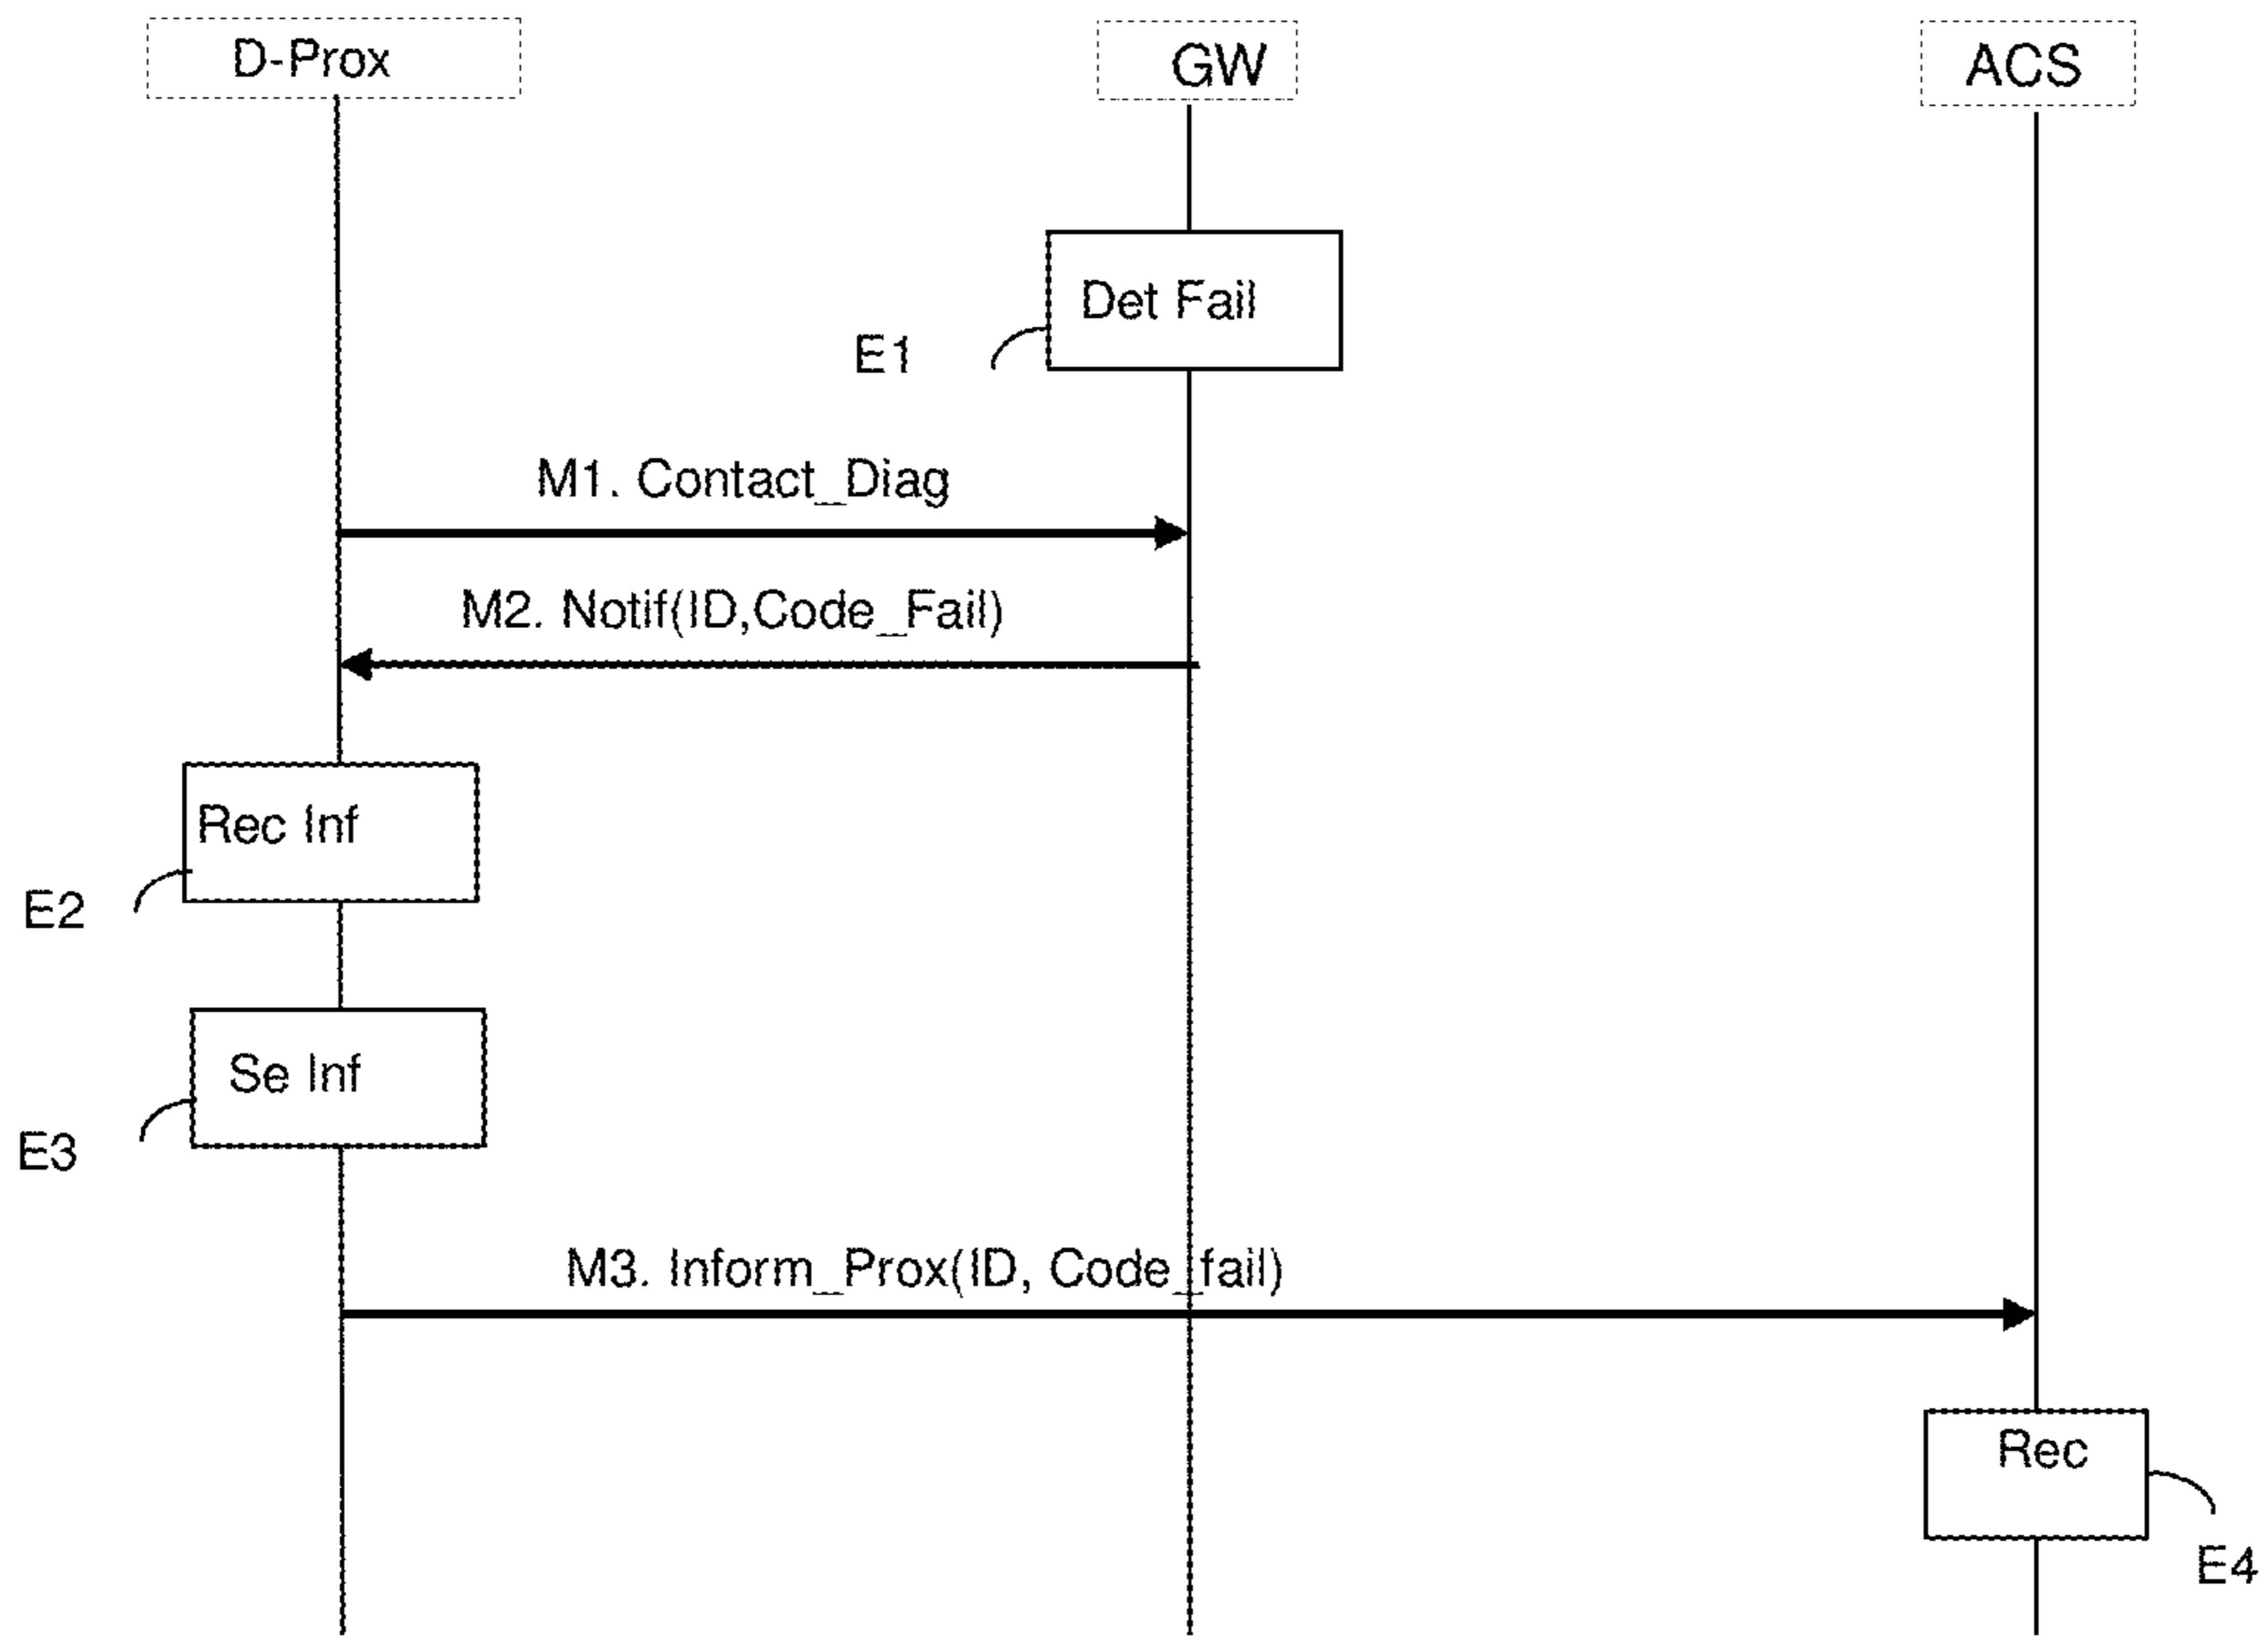 D-Prox
GW
ACS
Det Fail
E1
M1. Contact_Diag
M2. Notif(ID,Code_Fail)
Rec Inf
E2
Se Inf
E3
M3. Inform_Prox(ID, Code_fail)
Rec
E4